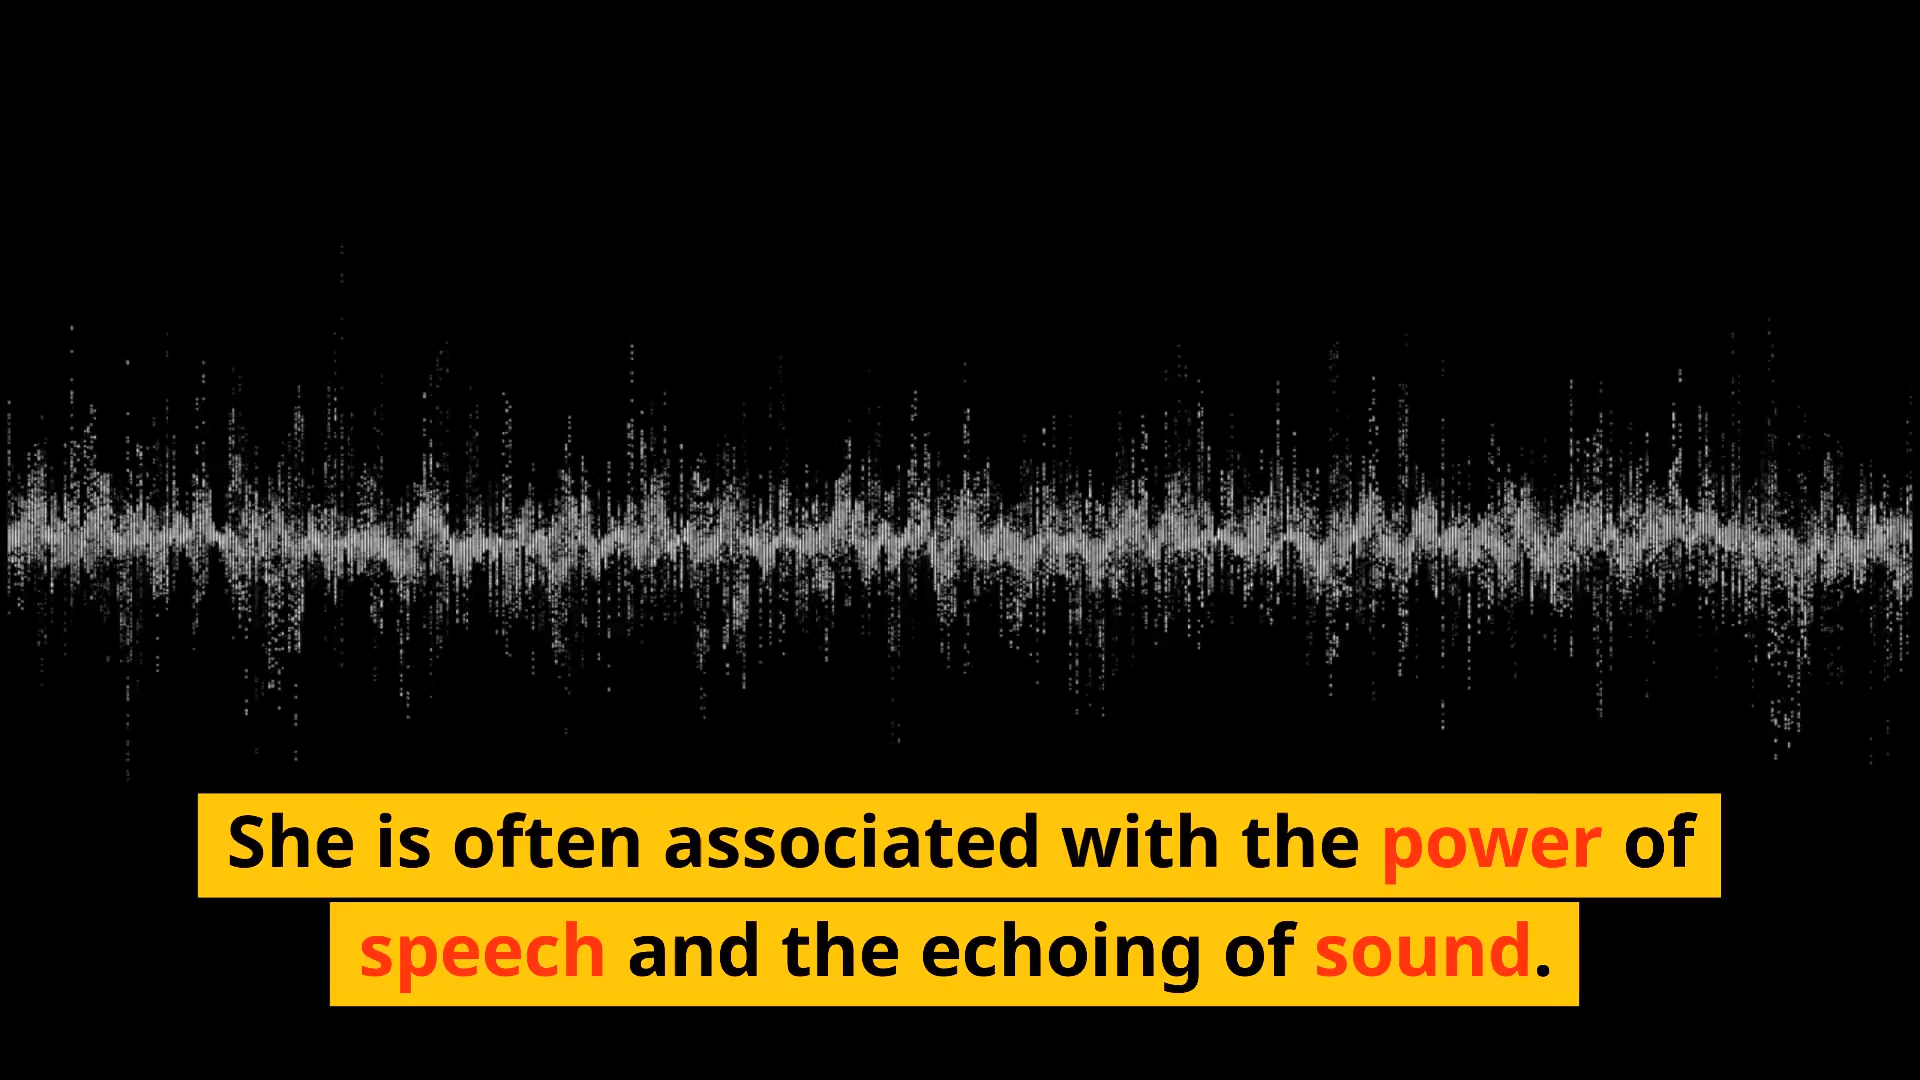 She is often associated with the power of
speech and the echoing of sound.